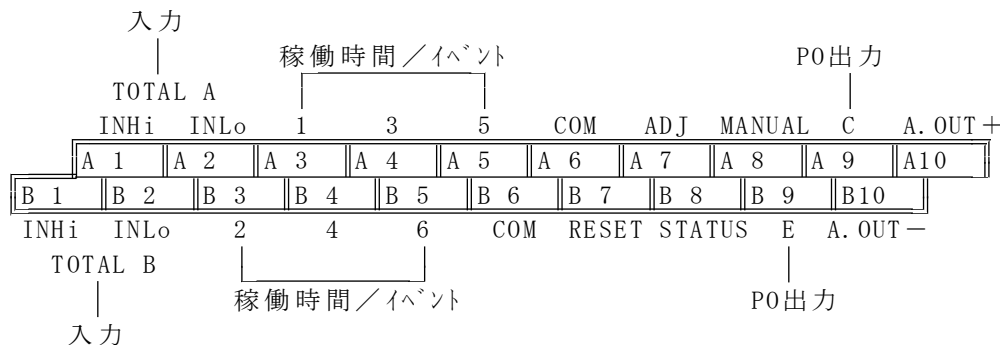 入力
稼働時間／ｲﾍﾞﾝﾄ PO出力
TOTAL A
INHi INLo 1 3 5 COM ADJ MANUAL C A.OUT＋
A 1 A 2 A 3 A 4 A 5 A 6 A 7 A 8 A 9 A10
B 1 B 2 B 3 B 4 B 5 B 6 B 7 B 8 B 9 B10
INHi INLo 2 4 6 COM RESET STATUS E A.OUT－
TOTAL B
稼働時間／ｲﾍﾞﾝﾄ PO出力
入力